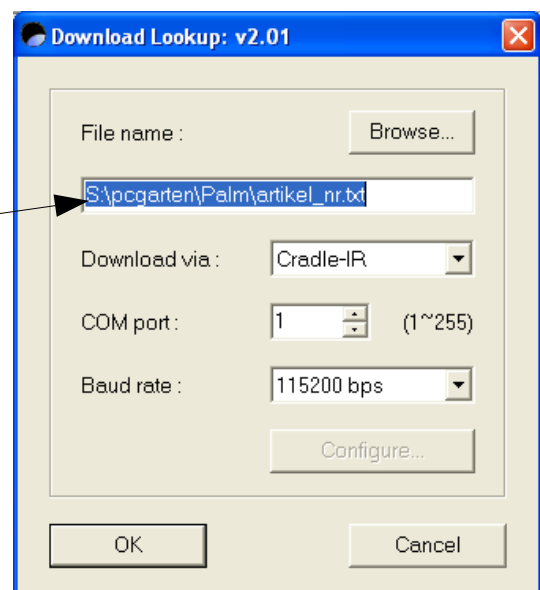 Download Lookup: v2.01
File name :
Browse...
S:\pcgarten\Palm\artikel_nr.txt
Download via : Cradle-IR
COM port : 1 (1~255)
Baud rate : 115200 bps
Configure...
OK Cancel